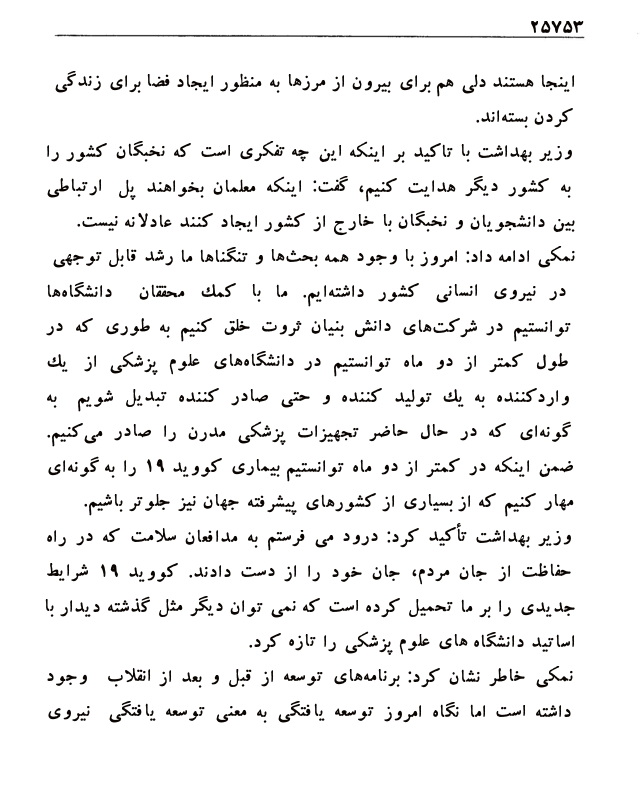 ۲۵۷۵۳
اینجا هستند دلی هم برای بیرون از مرزها به منظور ایجاد فضا برای زندگی
کردن بسته‌اند.
وزیر بهداشت با تاکید بر اینکه این چه تفکری است که نخبگان کشور را
به کشور دیگر هدایت کنیم، گفت: اینکه معلمان بخواهند پل ارتباطی
بین دانشجویان و نخبگان با خارج از کشور ایجاد کنند عادلانه نیست.
نمکی ادامه داد: امروز با وجود همه بحث‌ها و تنگناها ما رشد قابل توجهی
در نیروی انسانی کشور داشته‌ایم. ما با کمك محققان دانشگاه‌ها
توانستیم در شرکت‌های دانش بنیان ثروت خلق کنیم به طوری که در
طول کمتر از دو ماه توانستیم در دانشگاه‌های علوم پزشکی از يك
واردکننده به يك تولید کننده و حتی صادر کننده تبدیل شویم به
گونه‌ای که در حال حاضر تجهیزات پزشکی مدرن را صادر می‌کنیم.
ضمن اینکه در کمتر از دو ماه توانستیم بیماری کووید ۱۹ را به گونه‌ای
مهار کنیم که از بسیاری از کشورهای پیشرفته جهان نیز جلوتر باشیم.
وزیر بهداشت تأکید کرد: درود می فرستم به مدافعان سلامت که در راه
حفاظت از جان مردم، جان خود را از دست دادند. کووید ۱۹ شرایط
جدیدی را بر ما تحمیل کرده است که نمی توان دیگر مثل گذشته دیدار با
اساتید دانشگاه های علوم پزشکی را تازه کرد.
نمکی خاطر نشان کرد: برنامه‌های توسعه از قبل و بعد از انقلاب وجود
داشته است اما نگاه امروز توسعه یافتگی به معنی توسعه یافتگی نیروی